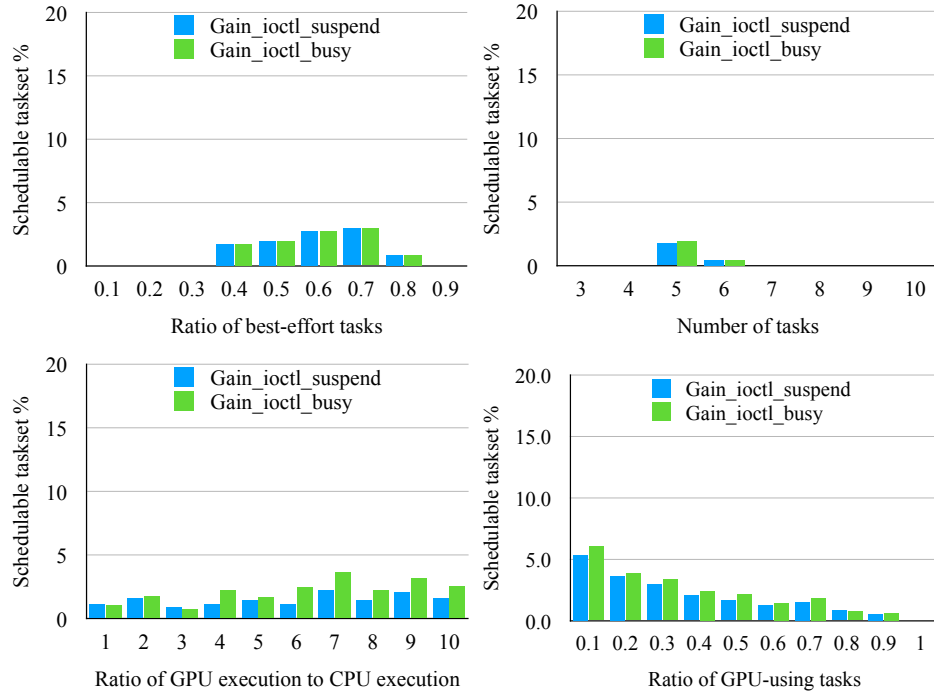 Schedulable taskset %
20
15
10
5
0
Gain_ioctl_suspend
Gain_ioctl_busy
0.1 0.2 0.3 0.4 0.5 0.6 0.7 0.8 0.9
Ratio of best-effort tasks
Schedulable taskset %
20
15
10
5
0
Gain_ioctl_suspend
Gain_ioctl_busy
3 4 5 6 7 8 9 10
Number of tasks
Schedulable taskset %
20
15
10
5
0
Gain_ioctl_suspend
Gain_ioctl_busy
1 2 3 4 5 6 7 8 9 10
Ratio of GPU execution to CPU execution
Schedulable taskset %
20.0
15.0
10.0
5.0
0.0
Gain_ioctl_suspend
Gain_ioctl_busy
0.1 0.2 0.3 0.4 0.5 0.6 0.7 0.8 0.9 1
Ratio of GPU-using tasks